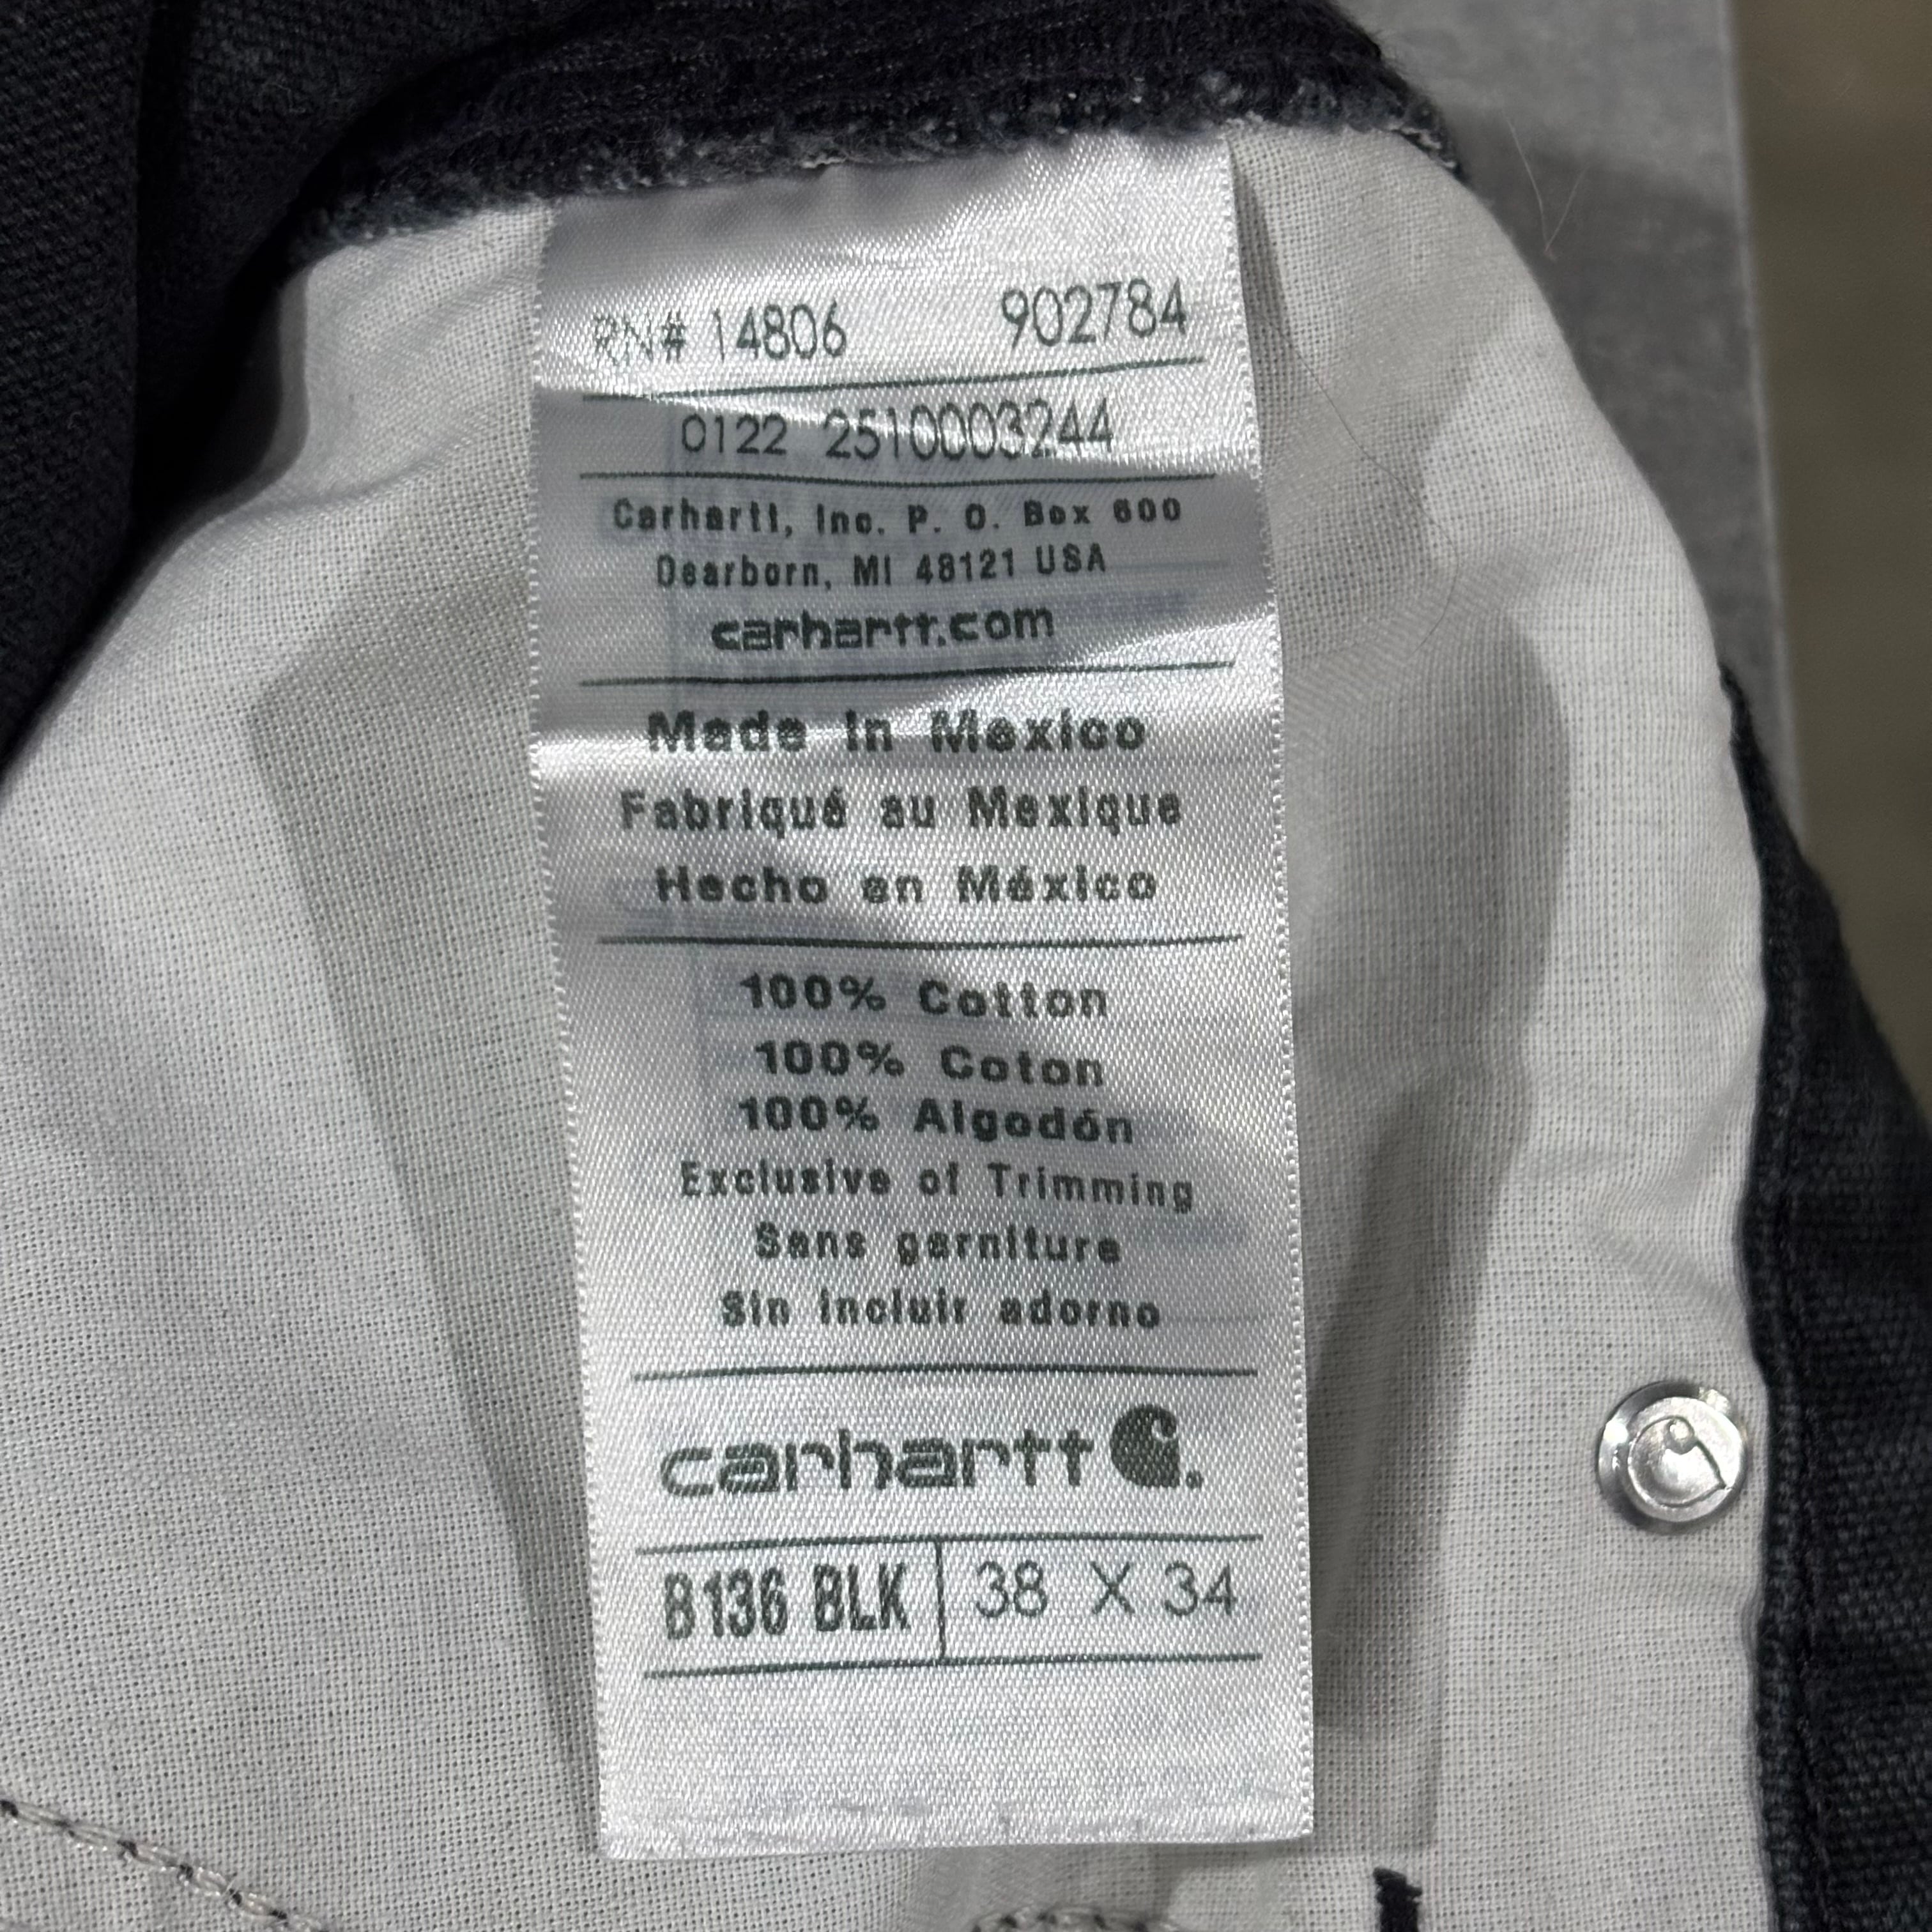 RN# 14806 902784
0122 2510003244
Carhartt, Inc. P. O. Box 600
Dearborn, MI 48121 USA
carhartt.com
Made in Mexico
Fabriqué au Mexique
Hecho en México
100% Cotton
100% Coton
100% Algodón
Exclusive of Trimming
Sans garniture
Sin incluir adorno
carhartt
B136 BLK 38 X 34